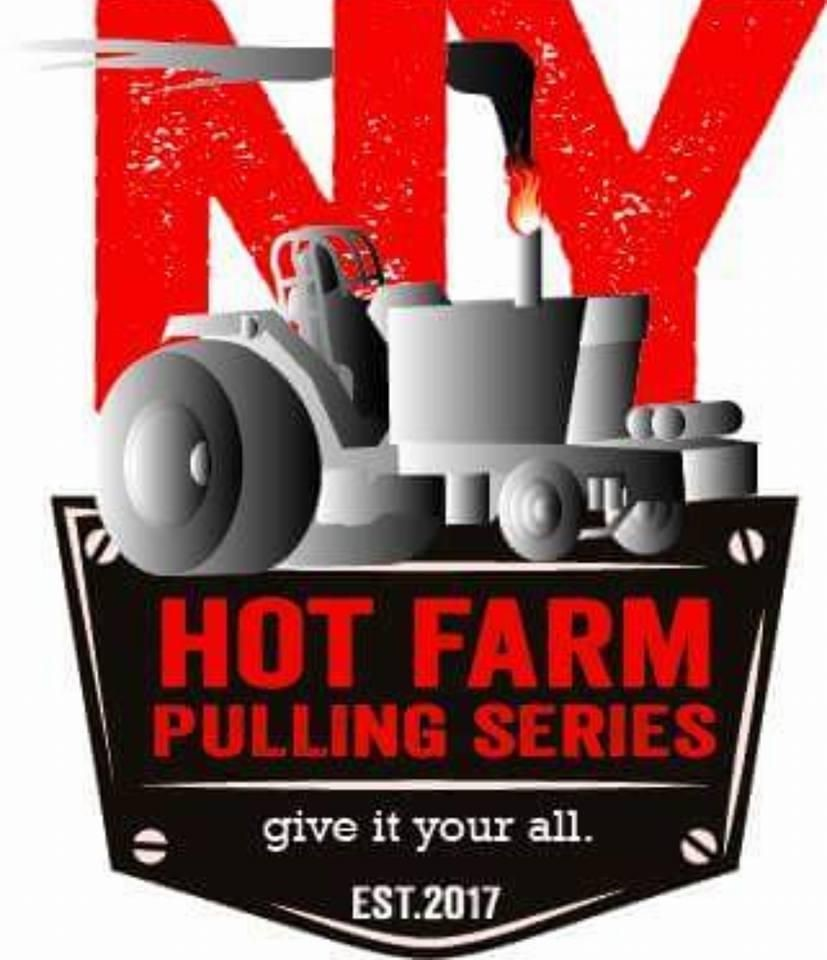 NY
HOT FARM
PULLING SERIES
give it your all.
EST.2017